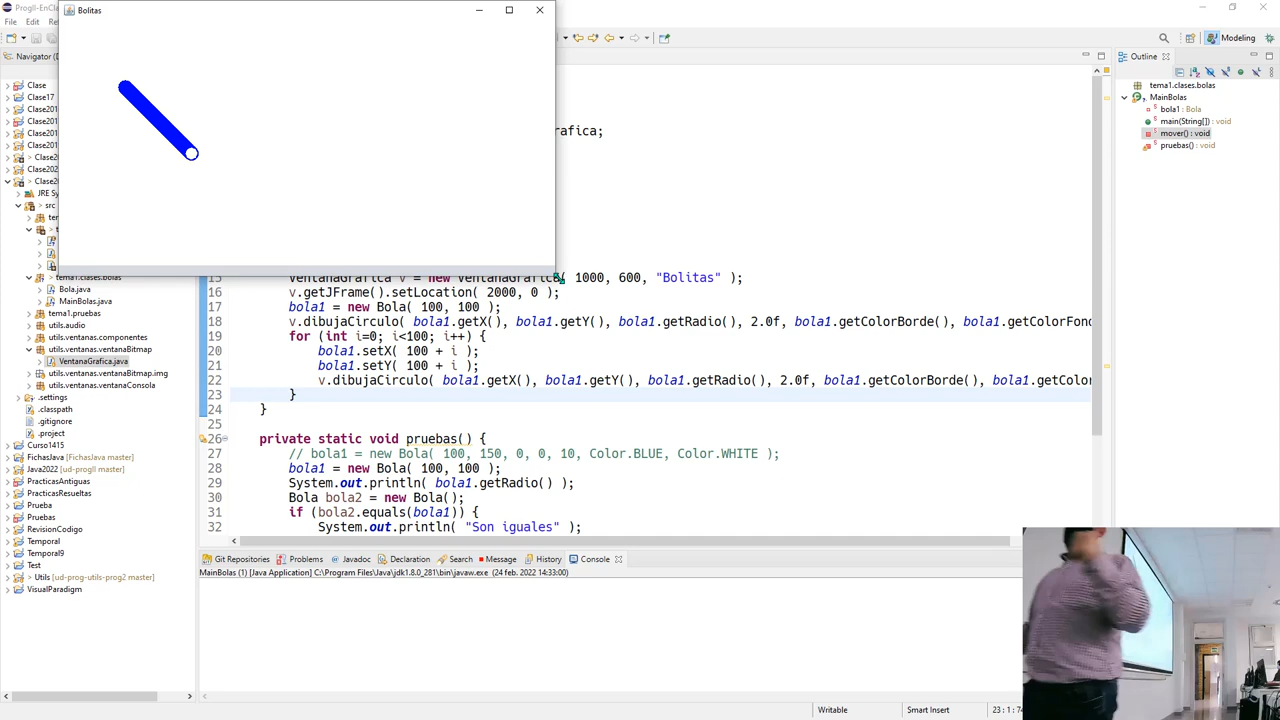 ProgII-EnClas
Bolitas
File
Edit
Re
Modeling
Navigator (D
Outline
Clase
Clase17
Clase201
Clase201
Clase201
Clase201
Clase201
> Clase2
Clase202
> Clase2
JRE Sy
> src
> ter
> t
tema1.clases.bolas
Bola.java
MainBolas.java
tema1.pruebas
utils.audio
utils.ventanas.componentes
utils.ventanas.ventanaBitmap
VentanaGrafica.java
utils.ventanas.ventanaBitmap.img
utils.ventanas.ventanaConsola
.settings
.classpath
.gitignore
.project
Curso1415
FichasJava (FichasJava master)
Java2022 (ud-progII master)
PracticasAntiguas
PracticasResueltas
Prueba
Pruebas
RevisionCodigo
Temporal
Temporal9
Test
> Utils (ud-prog-utils-prog2 master)
VisualParadigm
afica;
15 VentanaGrafica v = new VentanaGrafica( 1000, 600, "Bolitas" );
16 v.getJFrame().setLocation( 2000, 0 );
17 bola1 = new Bola( 100, 100 );
18 v.dibujaCirculo( bola1.getX(), bola1.getY(), bola1.getRadio(), 2.0f, bola1.getColorBorde(), bola1.getColorFond
19 for (int i=0; i<100; i++) {
20 bola1.setX( 100 + i );
21 bola1.setY( 100 + i );
22 v.dibujaCirculo( bola1.getX(), bola1.getY(), bola1.getRadio(), 2.0f, bola1.getColorBorde(), bola1.getColor
23 }
24 }
25
26 private static void pruebas() {
27 // bola1 = new Bola( 100, 150, 0, 0, 10, Color.BLUE, Color.WHITE );
28 bola1 = new Bola( 100, 100 );
29 System.out.println( bola1.getRadio() );
30 Bola bola2 = new Bola();
31 if (bola2.equals(bola1)) {
32 System.out.println( "Son iguales" );
tema1.clases.bolas
MainBolas
bola1 : Bola
main(String[]) : void
mover() : void
pruebas() : void
Git Repositories
Problems
Javadoc
Declaration
Search
Message
History
Console
MainBolas (1) [Java Application] C:\Program Files\Java\jdk1.8.0_281\bin\javaw.exe (24 feb. 2022 14:33:00)
Writable
Smart Insert
23 : 1 : 74